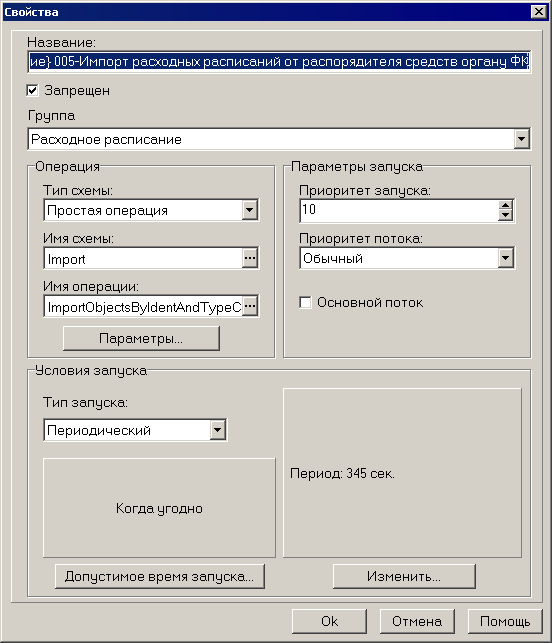 Свойства
Название:
ие} 005-Импорт расходных расписаний от распорядителя средств органу ФК
Запрещен
Группа
Расходное расписание
Операция
Тип схемы:
Простая операция
Имя схемы:
Import
...
Имя операции:
ImportObjectsByIdentAndTypeC
...
Параметры...
Параметры запуска
Приоритет запуска:
10
Приоритет потока:
Обычный
Основной поток
Условия запуска
Тип запуска:
Периодический
Когда угодно
Период: 345 сек.
Допустимое время запуска...
Изменить...
Ok
Отмена
Помощь